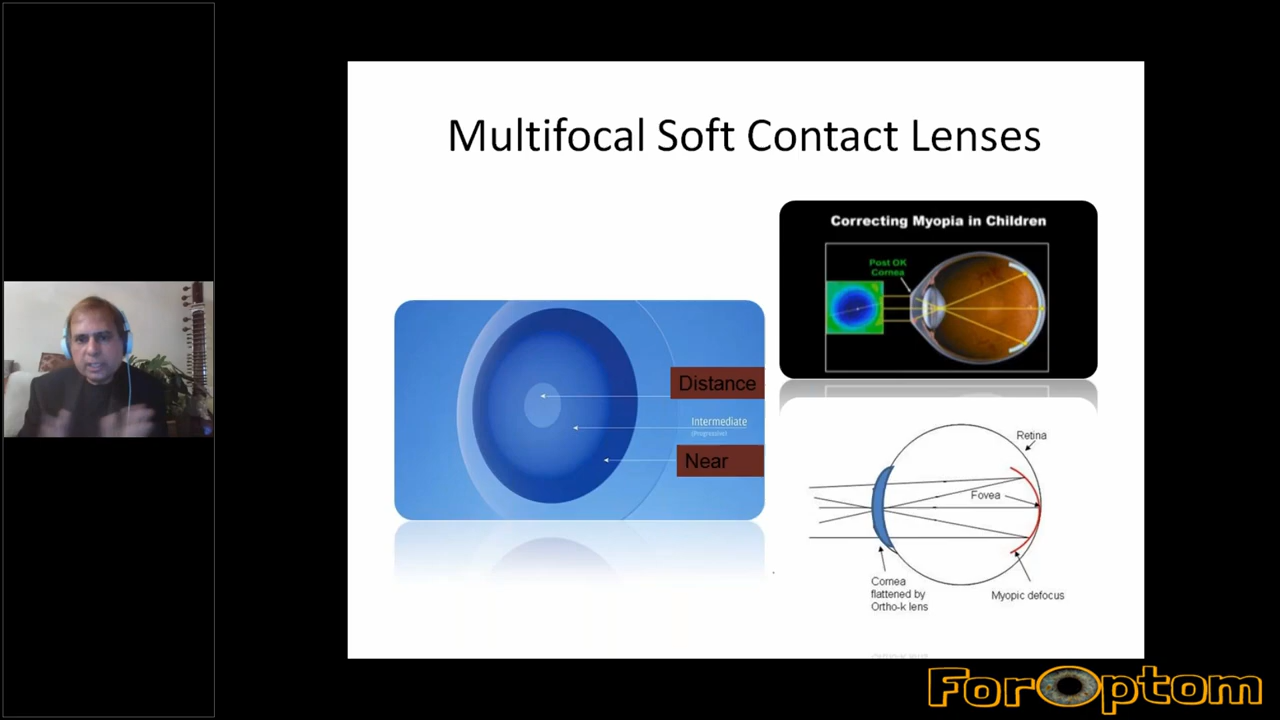 Multifocal Soft Contact Lenses
Correcting Myopia in Children
Post OK
Cornea
Distance
Intermediate
Near
Retina
Fovea
Cornea
flattened by
Ortho-k lens
Myopic defocus
ForOptom